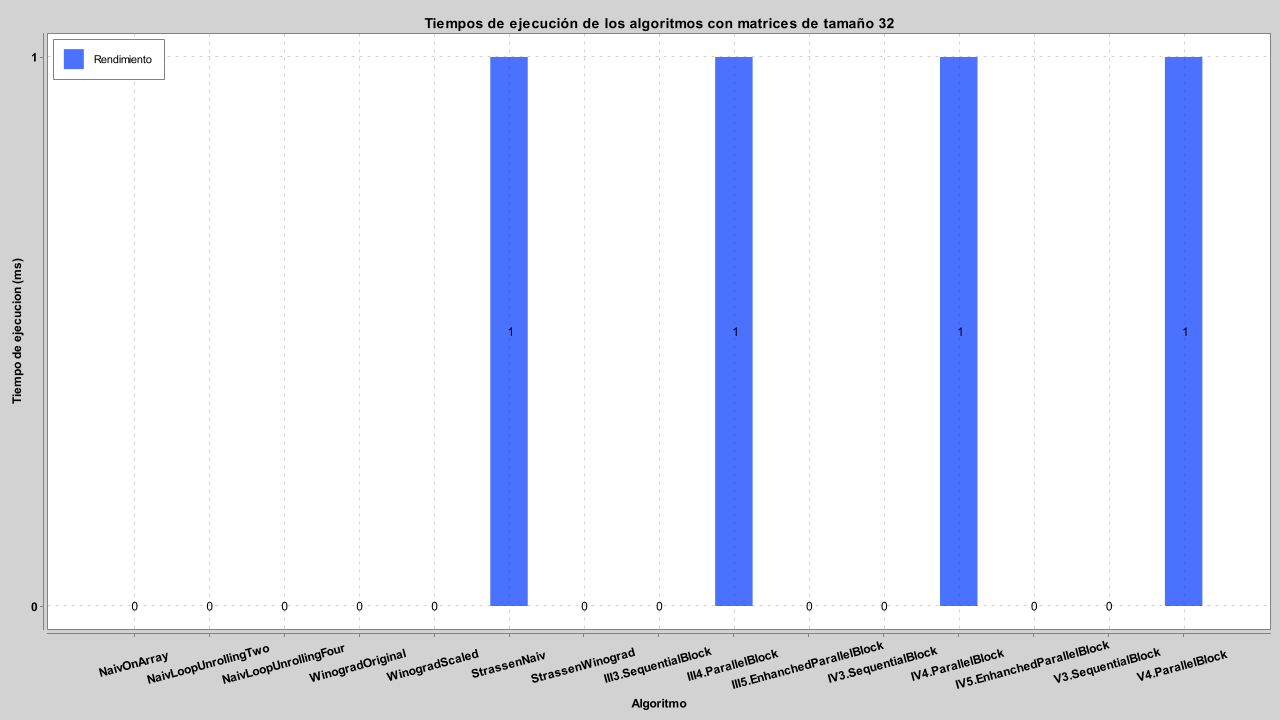 Tiempos de ejecución de los algoritmos con matrices de tamaño 32
Rendimiento
Tiempo de ejecucion (ms)
1
0
1
1
1
1
0
0
0
0
0
0
0
0
0
0
0
NaivOnArray
NaivLoopUnrollingTwo
NaivLoopUnrollingFour
WinogradOriginal
WinogradScaled
StrassenNaiv
StrassenWinograd
III3.SequentialBlock
III4.ParallelBlock
III5.EnhanchedParallelBlock
IV3.SequentialBlock
IV4.ParallelBlock
IV5.EnhanchedParallelBlock
V3.SequentialBlock
V4.ParallelBlock
Algoritmo